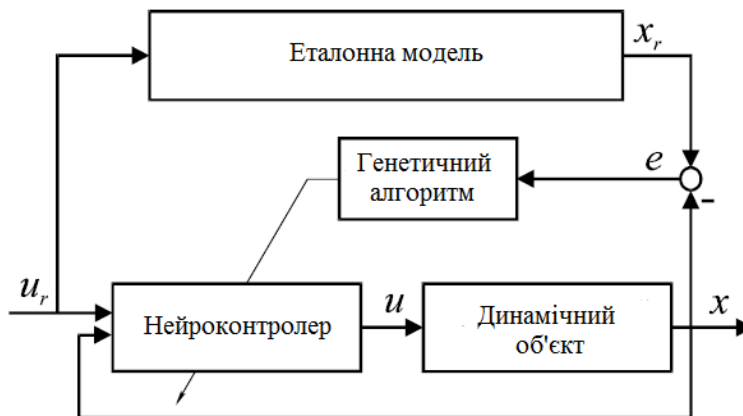 Еталонна модель
x_r
Генетичний
алгоритм
e
-
u_r
Нейроконтролер
u
Динамічний
об'єкт
x